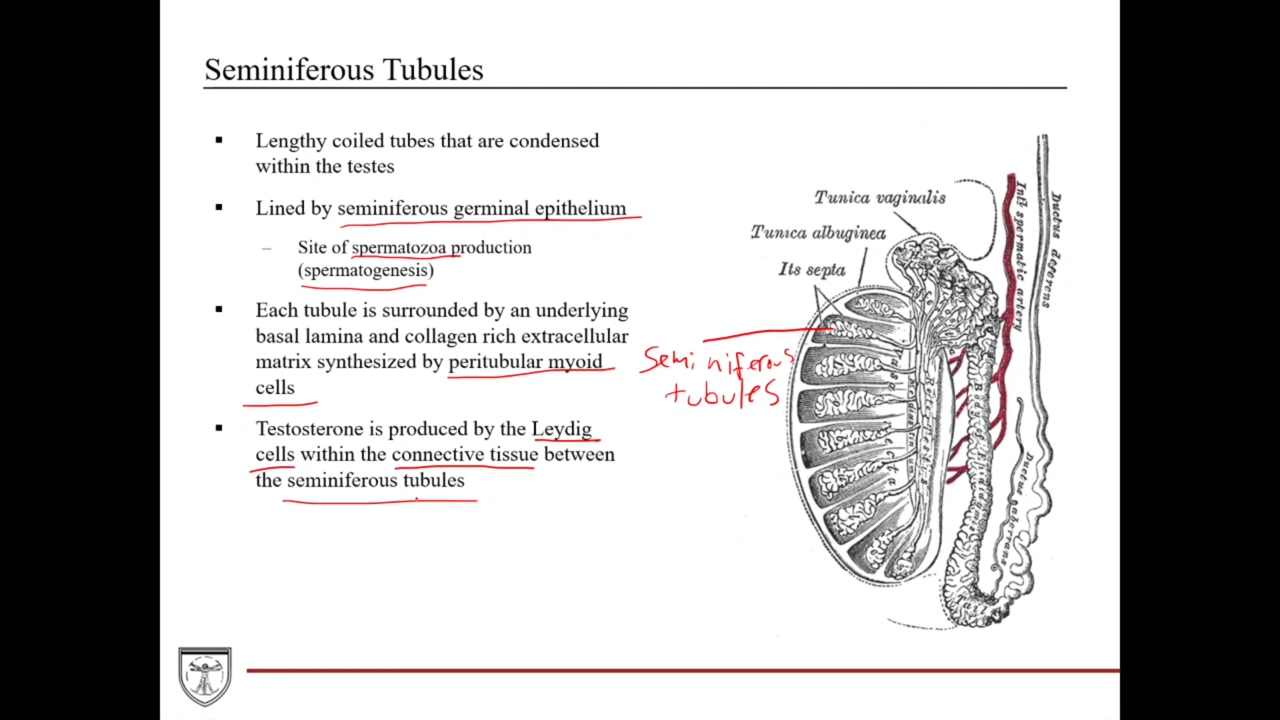 Seminiferous Tubules
▪ Lengthy coiled tubes that are condensed
within the testes
▪ Lined by seminiferous germinal epithelium
– Site of spermatozoa production
(spermatogenesis)
▪ Each tubule is surrounded by an underlying
basal lamina and collagen rich extracellular
matrix synthesized by peritubular myoid
cells
▪ Testosterone is produced by the Leydig
cells within the connective tissue between
the seminiferous tubules
Tunica vaginalis
Tunica albuginea
Its septa
Seminiferous
tubules
Int. spermatic artery
Ductus deferens